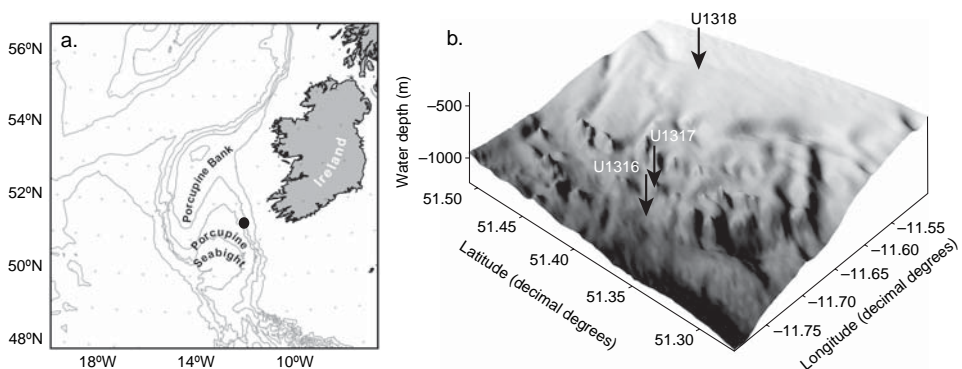 a.
56ºN
54ºN
52ºN
50ºN
48ºN
18ºW
14ºW
10ºW
Porcupine Bank
Porcupine
Seabight
Ireland
b.
U1318
U1317
U1316
Water depth (m)
–500
–1000
51.50
51.45
51.40
51.35
51.30
Latitude (decimal degrees)
–11.55
–11.60
–11.65
–11.70
–11.75
Longitude (decimal degrees)